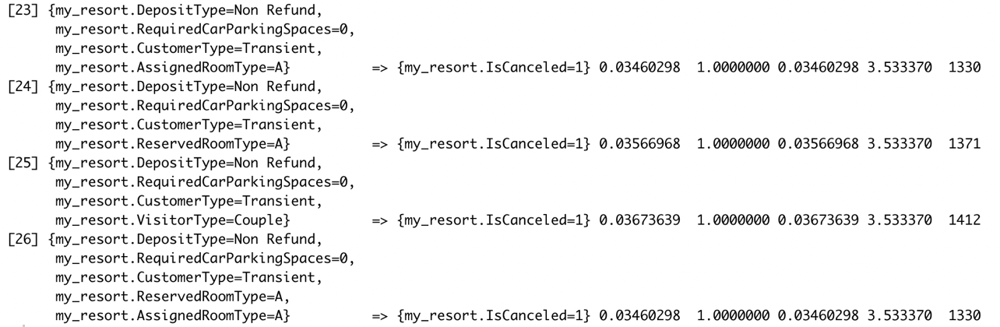 [23] {my_resort.DepositType=Non Refund,
my_resort.RequiredCarParkingSpaces=0,
my_resort.CustomerType=Transient,
my_resort.AssignedRoomType=A} => {my_resort.IsCanceled=1} 0.03460298 1.0000000 0.03460298 3.533370 1330
[24] {my_resort.DepositType=Non Refund,
my_resort.RequiredCarParkingSpaces=0,
my_resort.CustomerType=Transient,
my_resort.ReservedRoomType=A} => {my_resort.IsCanceled=1} 0.03566968 1.0000000 0.03566968 3.533370 1371
[25] {my_resort.DepositType=Non Refund,
my_resort.RequiredCarParkingSpaces=0,
my_resort.CustomerType=Transient,
my_resort.VisitorType=Couple} => {my_resort.IsCanceled=1} 0.03673639 1.0000000 0.03673639 3.533370 1412
[26] {my_resort.DepositType=Non Refund,
my_resort.RequiredCarParkingSpaces=0,
my_resort.CustomerType=Transient,
my_resort.ReservedRoomType=A,
my_resort.AssignedRoomType=A} => {my_resort.IsCanceled=1} 0.03460298 1.0000000 0.03460298 3.533370 1330